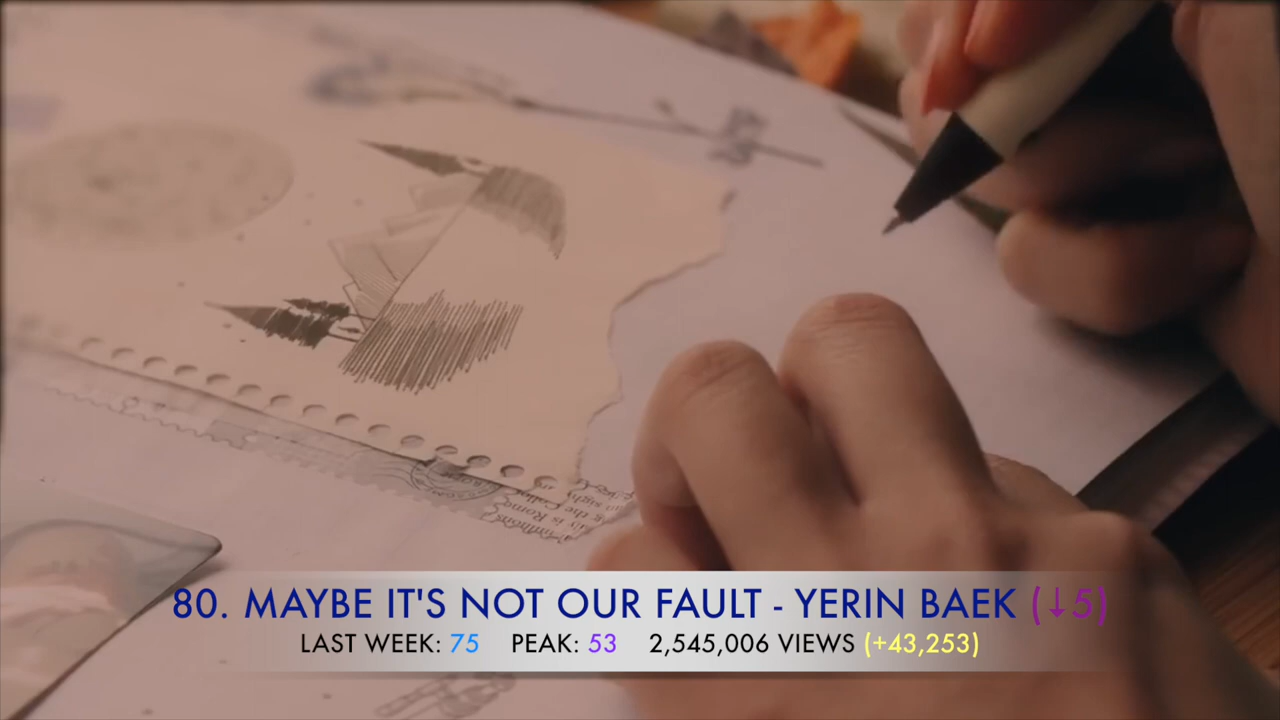 80. MAYBE IT'S NOT OUR FAULT - YERIN BAEK (↓5)
LAST WEEK: 75 PEAK: 53 2,545,006 VIEWS (+43,253)